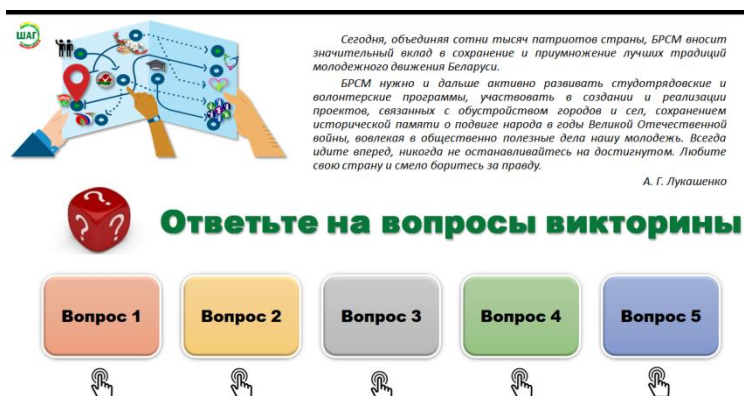 ШАГ
Сегодня, объединяя сотни тысяч патриотов страны, БРСМ вносит
значительный вклад в сохранение и приумножение лучших традиций
молодежного движения Беларуси.
БРСМ нужно и дальше активно развивать студотрядовские и
волонтерские программы, участвовать в создании и реализации
проектов, связанных с обустройством городов и сел, сохранением
исторической памяти о подвиге народа в годы Великой Отечественной
войны, вовлекая в общественно полезные дела нашу молодежь. Всегда
идите вперед, никогда не останавливайтесь на достигнутом. Любите
свою страну и смело боритесь за правду.
А. Г. Лукашенко
Ответьте на вопросы викторины
Вопрос 1
Вопрос 2
Вопрос 3
Вопрос 4
Вопрос 5